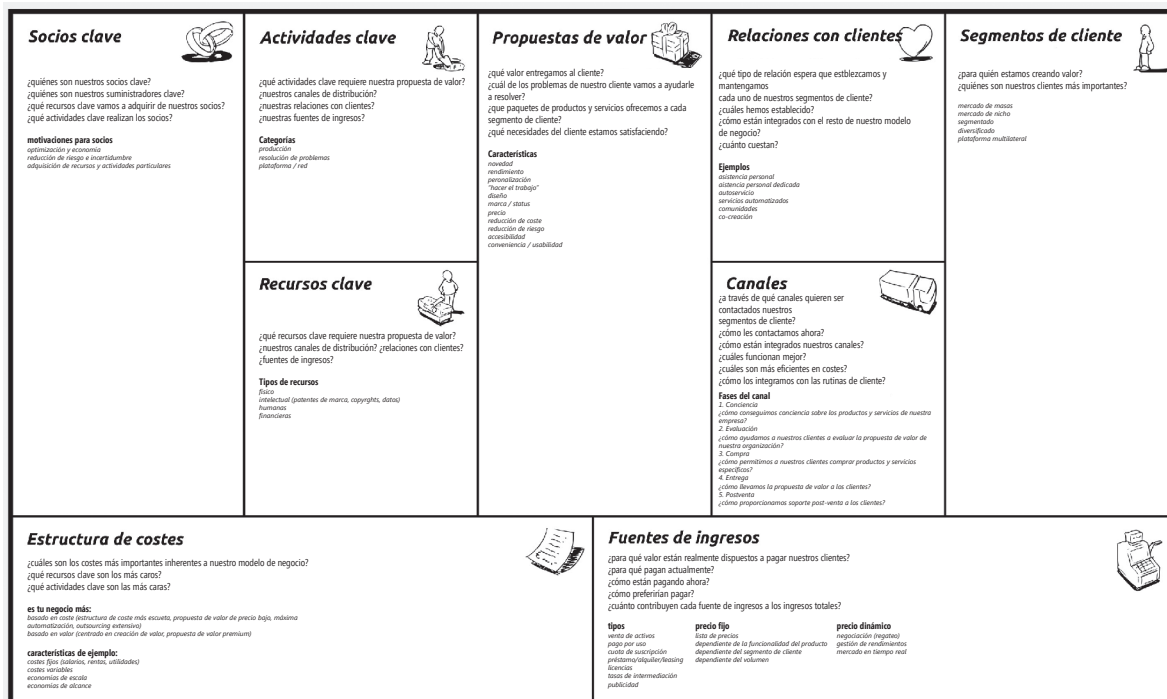 Socios clave
¿quiénes son nuestros socios clave?
¿quiénes son nuestros suministradores clave?
¿qué recursos clave vamos a adquirir de nuestros socios?
¿qué actividades clave realizan los socios?
motivaciones para socios
optimización y economia
reducción de riesgo e incertidumbre
adquisición de recursos y actividades particulares
Actividades clave
¿qué actividades clave requiere nuestra propuesta de valor?
¿nuestros canales de distribución?
¿nuestras relaciones con clientes?
¿nuestras fuentes de ingresos?
Categorías
producción
resolución de problemas
plataforma / red
Recursos clave
¿qué recursos clave requiere nuestra propuesta de valor?
¿nuestros canales de distribución? ¿relaciones con clientes?
¿fuentes de ingresos?
Tipos de recursos
físico
intelectual (patentes de marca, copyrghts, datos)
humanas
financieras
Propuestas de valor
¿qué valor entregamos al cliente?
¿cuál de los problemas de nuestro cliente vamos a ayudarle
a resolver?
¿que paquetes de productos y servicios ofrecemos a cada
segmento de cliente?
¿qué necesidades del cliente estamos satisfaciendo?
Características
novedad
rendimiento
peronalización
"hacer el trabajo"
diseño
marca / status
precio
reducción de coste
reducción de riesgo
accesibilidad
conveniencia / usabilidad
Relaciones con clientes
¿qué tipo de relación espera que estblezcamos y
mantengamos
cada uno de nuestros segmentos de cliente?
¿cuáles hemos establecido?
¿cómo están integrados con el resto de nuestro modelo
de negocio?
¿cuánto cuestan?
Ejemplos
asistencia personal
aistencia personal dedicada
autoservicio
servicios automatizados
comunidades
co-creación
Canales
¿a través de qué canales quieren ser
contactados nuestros
segmentos de cliente?
¿cómo les contactamos ahora?
¿cómo están integrados nuestros canales?
¿cuáles funcionan mejor?
¿cuáles son más eficientes en costes?
¿cómo los integramos con las rutinas de cliente?
Fases del canal
1. Conciencia
¿cómo conseguimos conciencia sobre los productos y servicios de nuestra
empresa?
2. Evaluación
¿cómo ayudamos a nuestros clientes a evaluar la propuesta de valor de
nuestra organización?
3. Compra
¿cómo permitimos a nuestros clientes comprar productos y servicios
específicos?
4. Entrega
¿cómo llevamos la propuesta de valor a los clientes?
5. Postventa
¿cómo proporcionamos soporte post-venta a los clientes?
Segmentos de cliente
¿para quién estamos creando valor?
¿quiénes son nuestros clientes más importantes?
mercado de masas
mercado de nicho
segmentado
diversificado
plataforma multilateral
Estructura de costes
¿cuáles son los costes más importantes inherentes a nuestro modelo de negocio?
¿qué recursos clave son los más caros?
¿qué actividades clave son las más caras?
es tu negocio más:
basado en coste (estructura de coste más escueta, propuesta de valor de precio bajo, máxima
automatización, outsourcing extensivo)
basado en valor (centrado en creación de valor, propuesta de valor premium)
características de ejemplo:
costes fijos (salarios, rentas, utilidades)
costes variables
economías de escala
economías de alcance
Fuentes de ingresos
¿para qué valor están realmente dispuestos a pagar nuestros clientes?
¿para qué pagan actualmente?
¿cómo están pagando ahora?
¿cómo preferirían pagar?
¿cuánto contribuyen cada fuente de ingresos a los ingresos totales?
tipos
venta de activos
pago por uso
cuota de suscripción
préstamo/alquiler/leasing
licencias
tasas de intermediación
publicidad
precio fijo
lista de precios
dependiente de la funcionalidad del producto
dependiente del segmento de cliente
dependiente del volumen
precio dinámico
negociación (regateo)
gestión de rendimientos
mercado en tiempo real